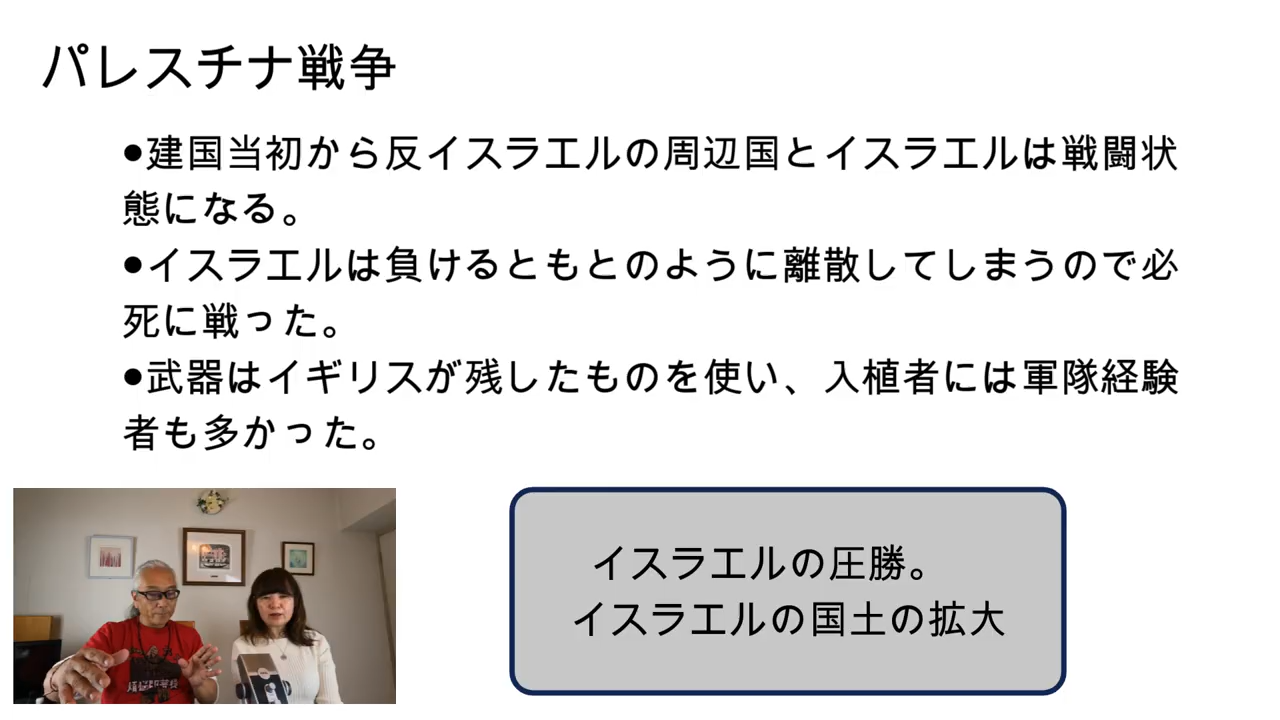 パレスチナ戦争
●建国当初から反イスラエルの周辺国とイスラエルは戦闘状
態になる。
●イスラエルは負けるともとのように離散してしまうので必
死に戦った。
●武器はイギリスが残したものを使い、入植者には軍隊経験
者も多かった。
イスラエルの圧勝。
イスラエルの国土の拡大